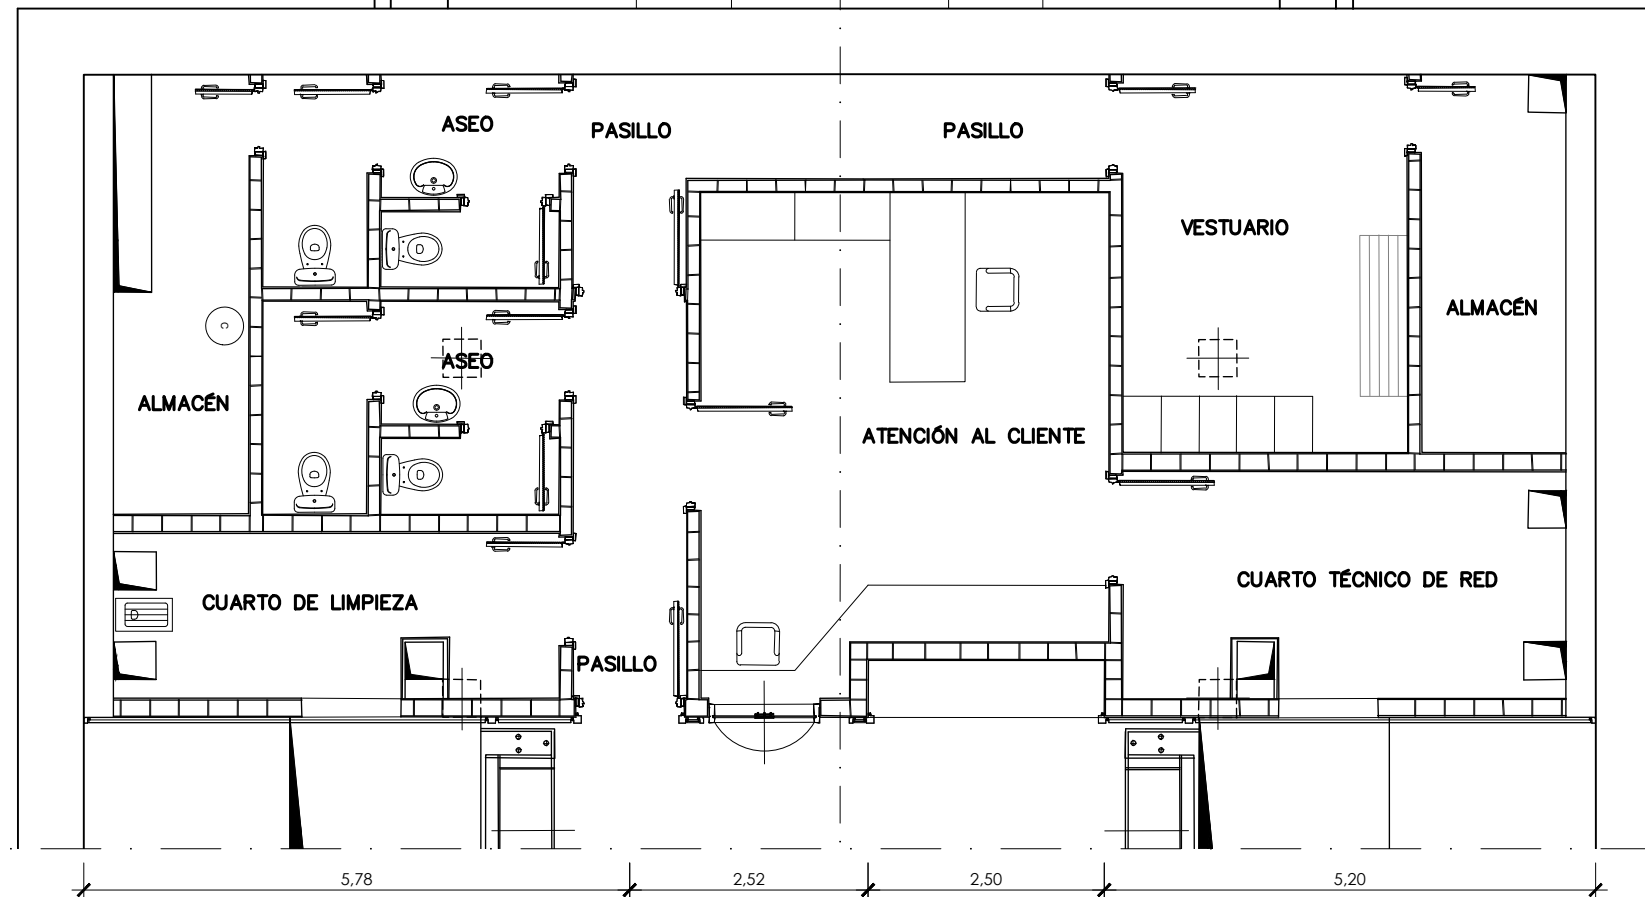 ASEO
PASILLO
PASILLO
VESTUARIO
ALMACÉN
ASEO
ALMACÉN
ATENCIÓN AL CLIENTE
CUARTO TÉCNICO DE RED
CUARTO DE LIMPIEZA
PASILLO
C
5,78
2,52
2,50
5,20